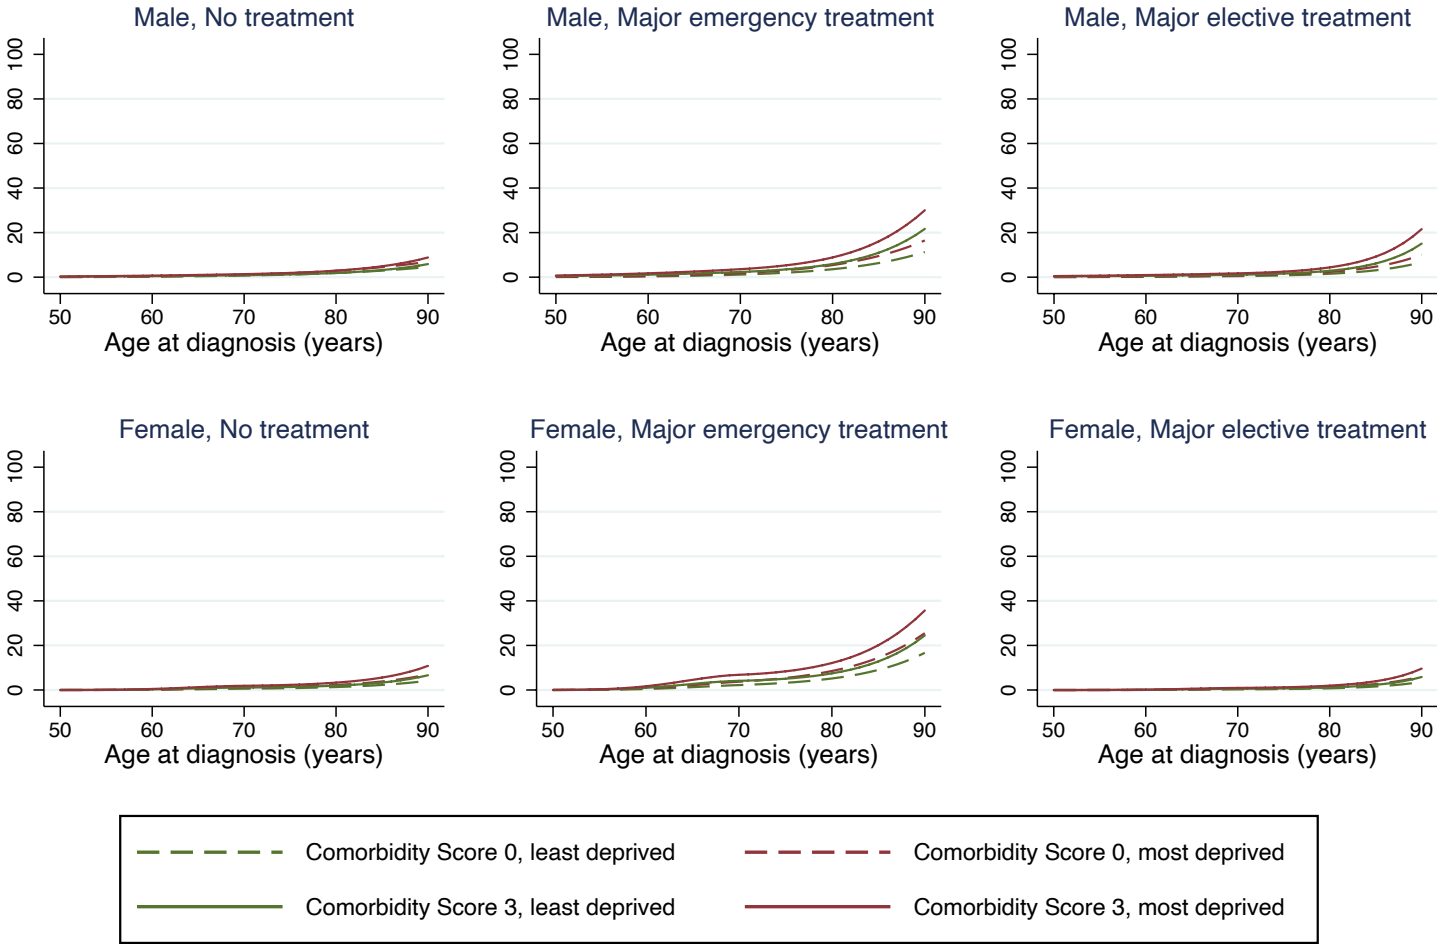 Male, No treatment
Male, Major emergency treatment
Male, Major elective treatment
100
80
60
40
20
0
50 60 70 80 90
Age at diagnosis (years)
100
80
60
40
20
0
50 60 70 80 90
Age at diagnosis (years)
100
80
60
40
20
0
50 60 70 80 90
Age at diagnosis (years)
Female, No treatment
Female, Major emergency treatment
Female, Major elective treatment
100
80
60
40
20
0
50 60 70 80 90
Age at diagnosis (years)
100
80
60
40
20
0
50 60 70 80 90
Age at diagnosis (years)
100
80
60
40
20
0
50 60 70 80 90
Age at diagnosis (years)
Comorbidity Score 0, least deprived
Comorbidity Score 0, most deprived
Comorbidity Score 3, least deprived
Comorbidity Score 3, most deprived